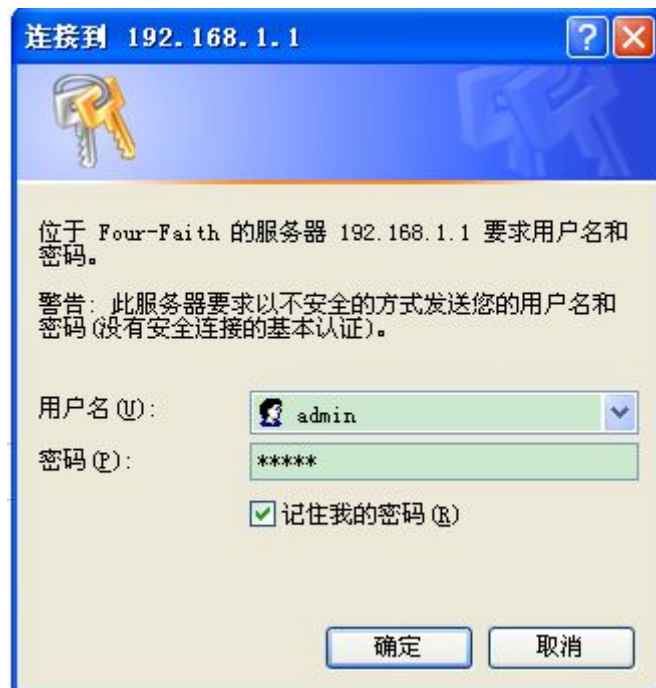 连接到 192.168.1.1
位于 Four-Faith 的服务器 192.168.1.1 要求用户名和
密码。
警告: 此服务器要求以不安全的方式发送您的用户名和
密码(没有安全连接的基本认证)。
用户名(U):
admin
密码(P):
*****
记住我的密码(R)
确定
取消